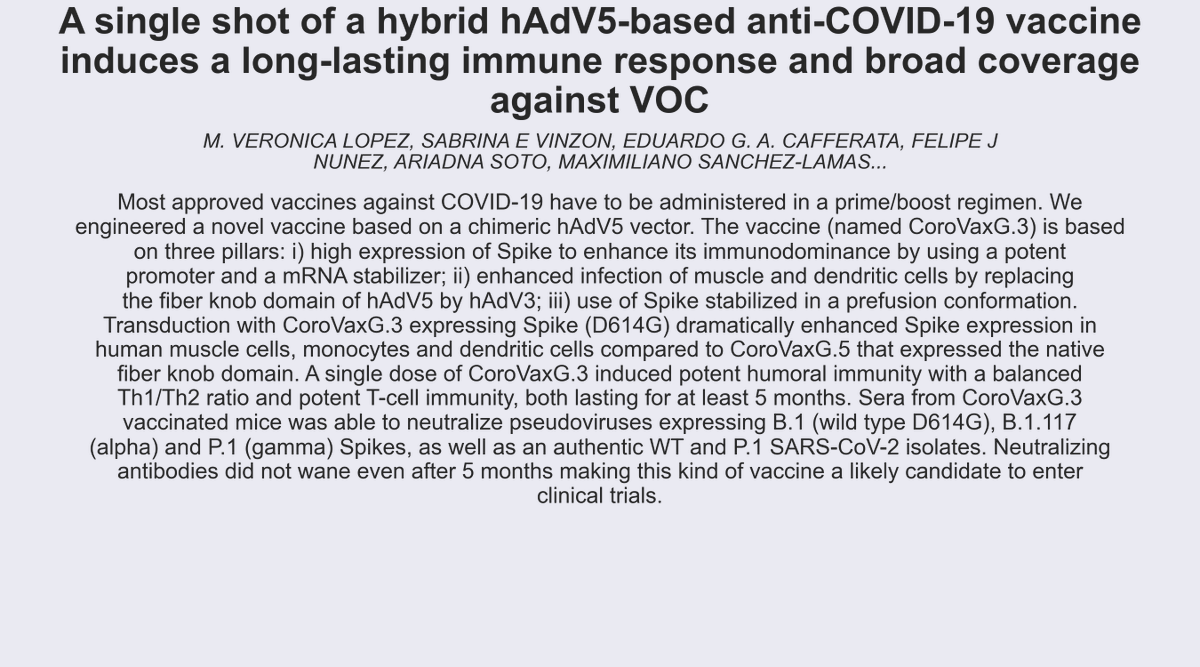 A single shot of a hybrid hAdV5-based anti-COVID-19 vaccine
induces a long-lasting immune response and broad coverage
against VOC
M. VERONICA LOPEZ, SABRINA E VINZON, EDUARDO G. A. CAFFERATA, FELIPE J
NUNEZ, ARIADNA SOTO, MAXIMILIANO SANCHEZ-LAMAS...
Most approved vaccines against COVID-19 have to be administered in a prime/boost regimen. We
engineered a novel vaccine based on a chimeric hAdV5 vector. The vaccine (named CoroVaxG.3) is based
on three pillars: i) high expression of Spike to enhance its immunodominance by using a potent
promoter and a mRNA stabilizer; ii) enhanced infection of muscle and dendritic cells by replacing
the fiber knob domain of hAdV5 by hAdV3; iii) use of Spike stabilized in a prefusion conformation.
Transduction with CoroVaxG.3 expressing Spike (D614G) dramatically enhanced Spike expression in
human muscle cells, monocytes and dendritic cells compared to CoroVaxG.5 that expressed the native
fiber knob domain. A single dose of CoroVaxG.3 induced potent humoral immunity with a balanced
Th1/Th2 ratio and potent T-cell immunity, both lasting for at least 5 months. Sera from CoroVaxG.3
vaccinated mice was able to neutralize pseudoviruses expressing B.1 (wild type D614G), B.1.117
(alpha) and P.1 (gamma) Spikes, as well as an authentic WT and P.1 SARS-CoV-2 isolates. Neutralizing
antibodies did not wane even after 5 months making this kind of vaccine a likely candidate to enter
clinical trials.